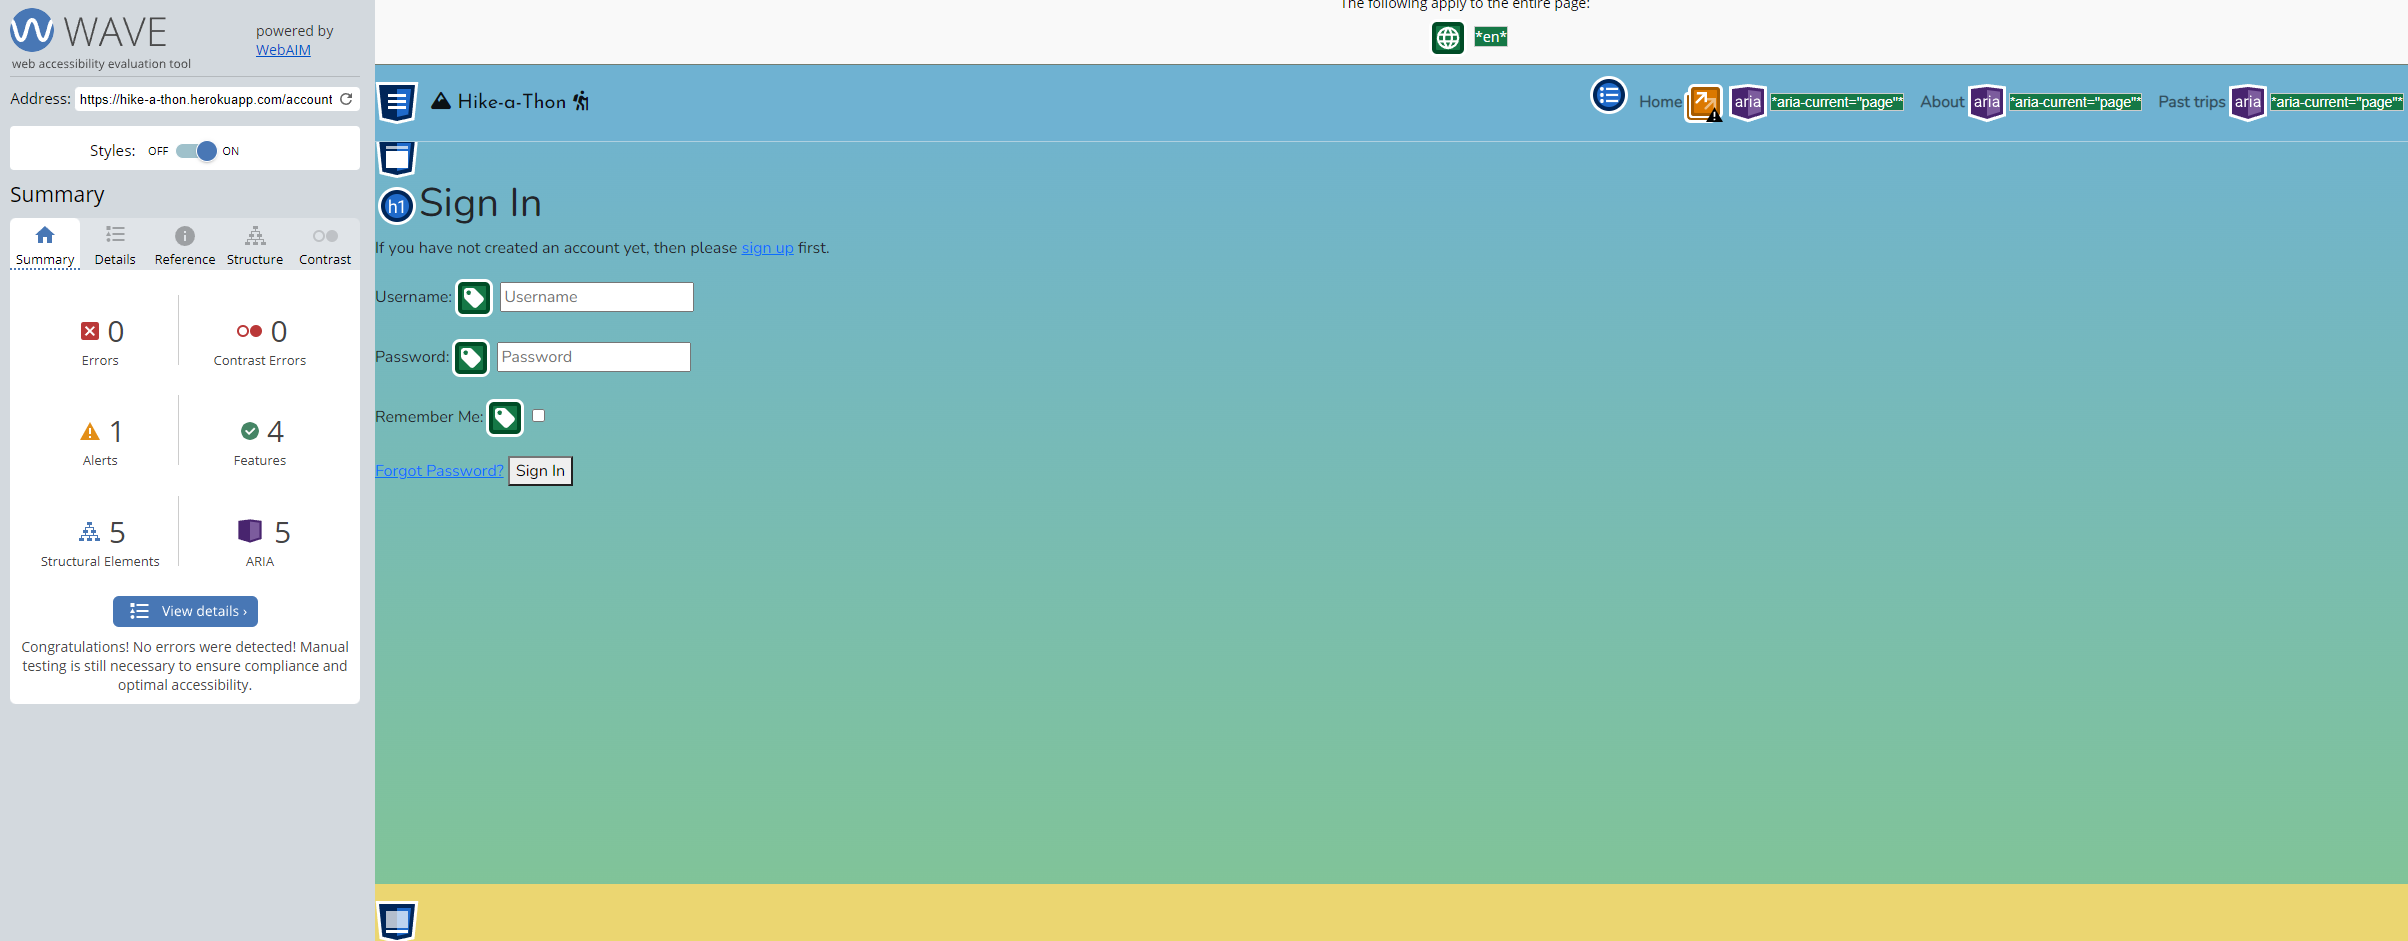 WAVE
web accessibility evaluation tool
powered by
WebAIM
Address: https://hike-a-thon.herokuapp.com/account
Styles: OFF ON
Summary
Summary Details Reference Structure Contrast
0
Errors
0
Contrast Errors
1
Alerts
4
Features
5
Structural Elements
5
ARIA
View details ›
Congratulations! No errors were detected! Manual
testing is still necessary to ensure compliance and
optimal accessibility.
The following apply to the entire page:
*en*
Hike-a-Thon
Home aria *aria-current="page"* About aria *aria-current="page"* Past trips aria *aria-current="page"*
h1 Sign In
If you have not created an account yet, then please sign up first.
Username: Username
Password: Password
Remember Me:
Forgot Password? Sign In